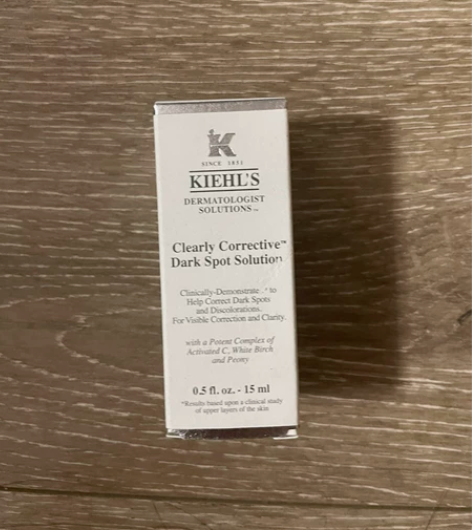 K
SINCE 1851
KIEHL'S
DERMATOLOGIST
SOLUTIONS™
Clearly Corrective™
Dark Spot Solution
Clinically-Demonstrate to
Help Correct Dark Spots
and Discolorations.
For Visible Correction and Clarity.
with a Potent Complex of
Activated C, White Birch
and Peony
0.5 fl. oz. - 15 ml
*Results based upon a clinical study
of upper layers of the skin